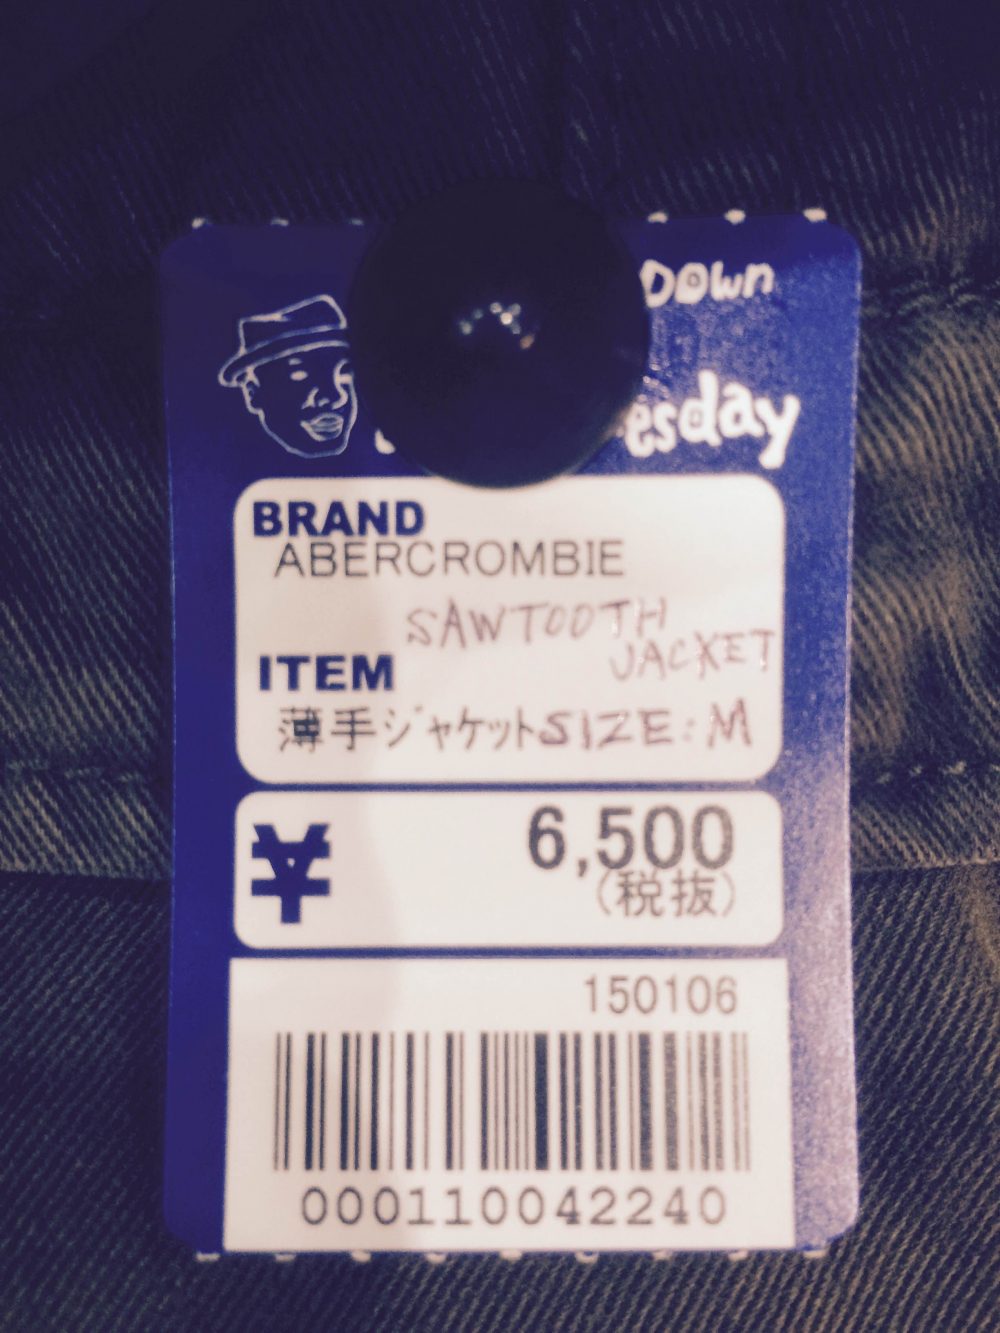 DOWN
BRAND
ABERCROMBIE
SAWTOOTH
JACKET
ITEM
薄手ジャケットSIZE: M
¥ 6,500
(税抜)
150106
000110042240